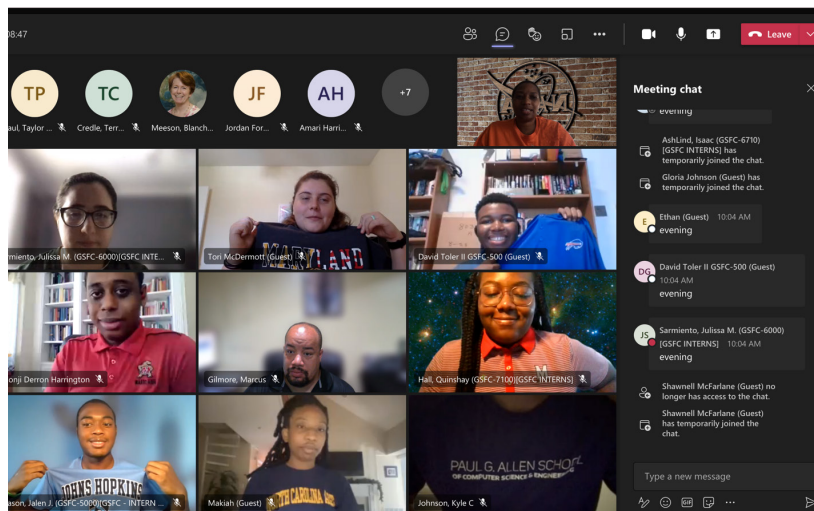 08:47
Leave
TP
TC
JF
AH
+7
aul, Taylor ...
Credle, Terr...
Meeson, Blanch...
Jordan For...
Amari Harri...
Meeting chat
evening
AshLind, Isaac (GSFC-6710)
[GSFC INTERNS] has
temporarily joined the chat.
Gloria Johnson (Guest) has
temporarily joined the chat.
E
Ethan (Guest) 10:04 AM
evening
DG
David Toler II GSFC-500 (Guest)
10:04 AM
evening
JS
Sarmiento, Julissa M. (GSFC-6000)
[GSFC INTERNS] 10:04 AM
evening
Shawnell McFarlane (Guest) no
longer has access to the chat.
Shawnell McFarlane (Guest)
has temporarily joined the
chat.
Type a new message
GIF
MARYLAND
rmiento, Julissa M. (GSFC-6000)[GSFC INTE...
Tori McDermott (Guest)
David Toler II GSFC-500 (Guest)
onji Derron Harrington
Gilmore, Marcus
Hall, Quinshay (GSFC-7100)[GSFC INTERNS]
JOHNS HOPKINS
TH CAROLINA
PAUL G. ALLEN SCHOOL
OF COMPUTER SCIENCE & ENGINEERING
ason, Jalen J. (GSFC-5000)[GSFC - INTERN ...
Makiah (Guest)
Johnson, Kyle C